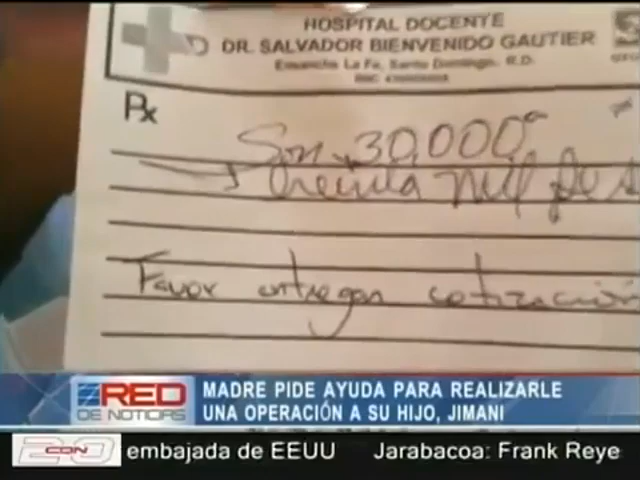 HOSPITAL DOCENTE
DR. SALVADOR BIENVENIDO GAUTIER
Ensanche La Fe, Santo Domingo, R.D.
Rx
Son 30,000
treinta mil
Favor entregar cotización
RED
DE NOTICIAS
MADRE PIDE AYUDA PARA REALIZARLE
UNA OPERACIÓN A SU HIJO, JIMANI
CDN
embajada de EEUU Jarabacoa: Frank Reye